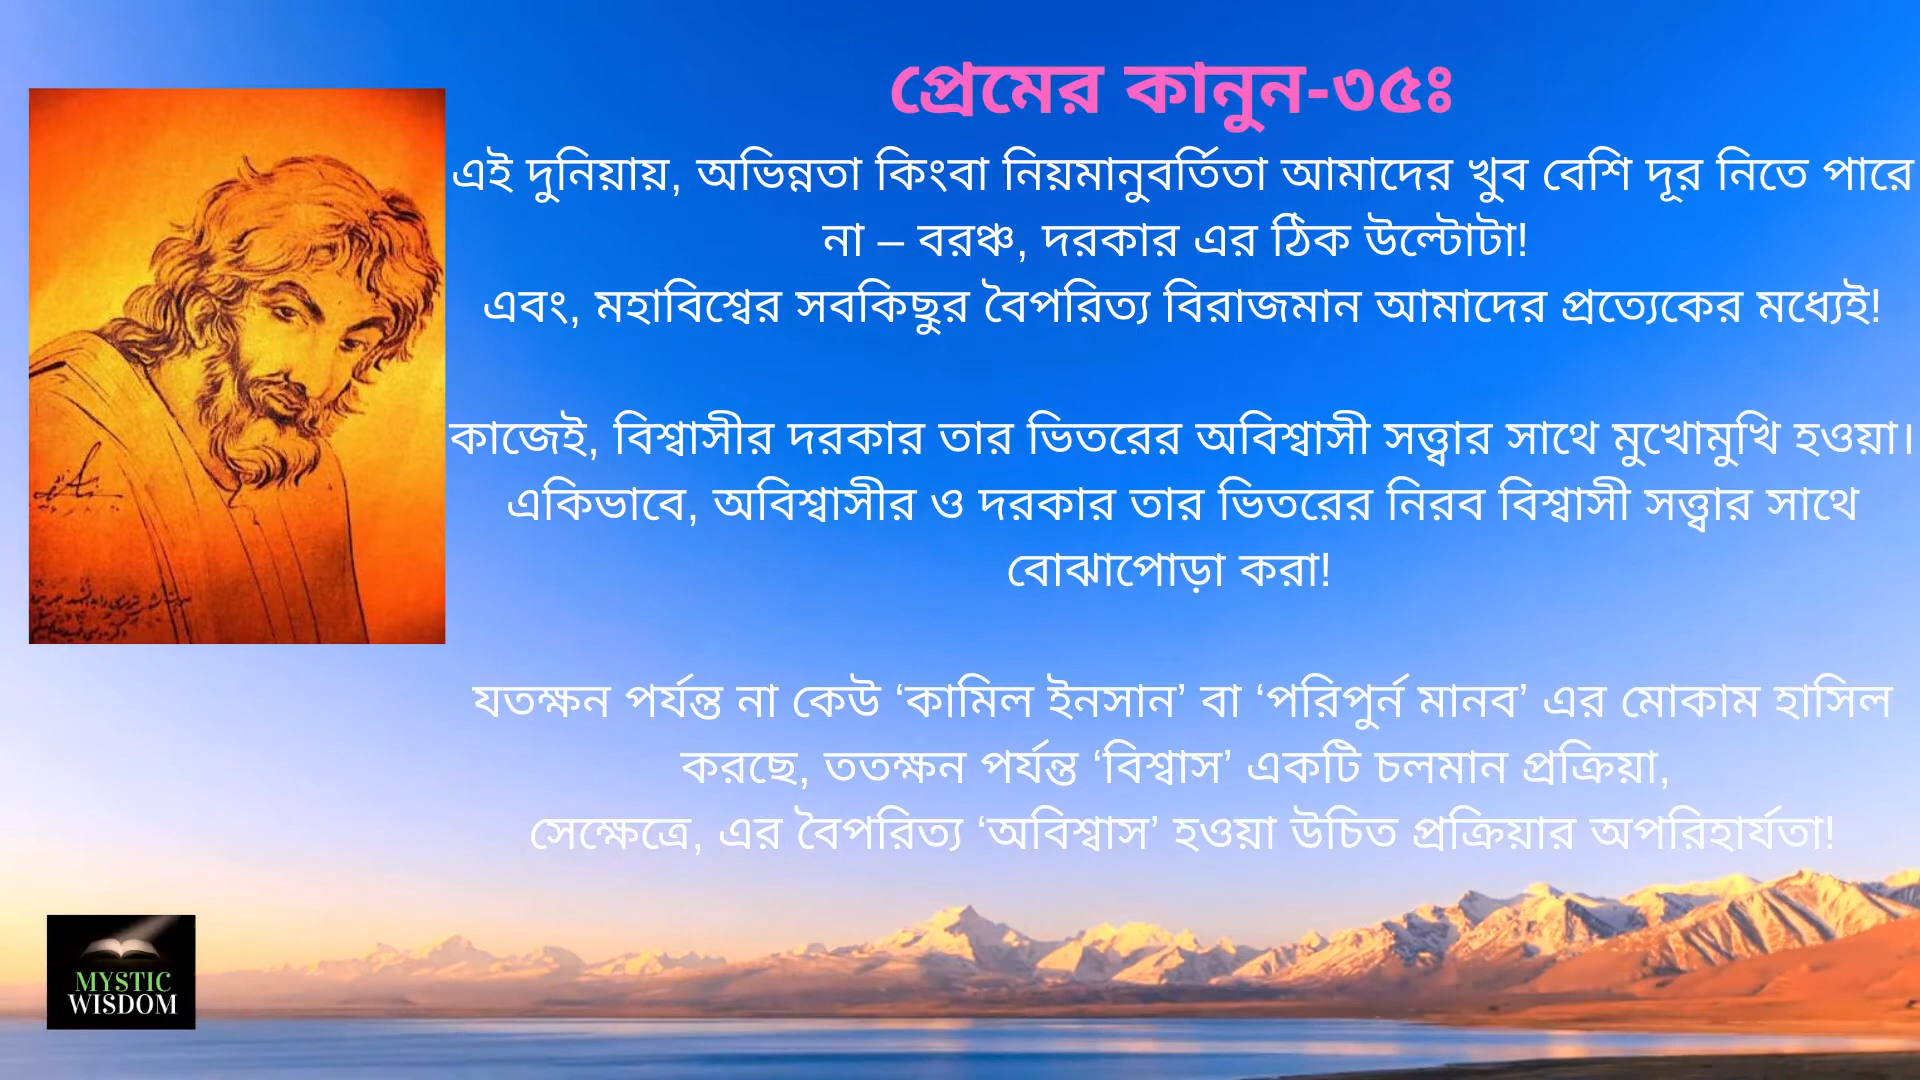 প্রেমের কানুন-৩৫ঃ
এই দুনিয়ায়, অভিন্নতা কিংবা নিয়মানুবর্তিতা আমাদের খুব বেশি দূর নিতে পারে
না – বরঞ্চ, দরকার এর ঠিক উল্টোটা!
এবং, মহাবিশ্বের সবকিছুর বৈপরিত্য বিরাজমান আমাদের প্রত্যেকের মধ্যেই!
কাজেই, বিশ্বাসীর দরকার তার ভিতরের অবিশ্বাসী সত্ত্বার সাথে মুখোমুখি হওয়া।
একিভাবে, অবিশ্বাসীর ও দরকার তার ভিতরের নিরব বিশ্বাসী সত্ত্বার সাথে
বোঝাপোড়া করা!
যতক্ষন পর্যন্ত না কেউ ‘কামিল ইনসান’ বা ‘পরিপুর্ন মানব’ এর মোকাম হাসিল
করছে, ততক্ষন পর্যন্ত ‘বিশ্বাস’ একটি চলমান প্রক্রিয়া,
সেক্ষেত্রে, এর বৈপরিত্য ‘অবিশ্বাস’ হওয়া উচিত প্রক্রিয়ার অপরিহার্যতা!
MYSTIC
WISDOM